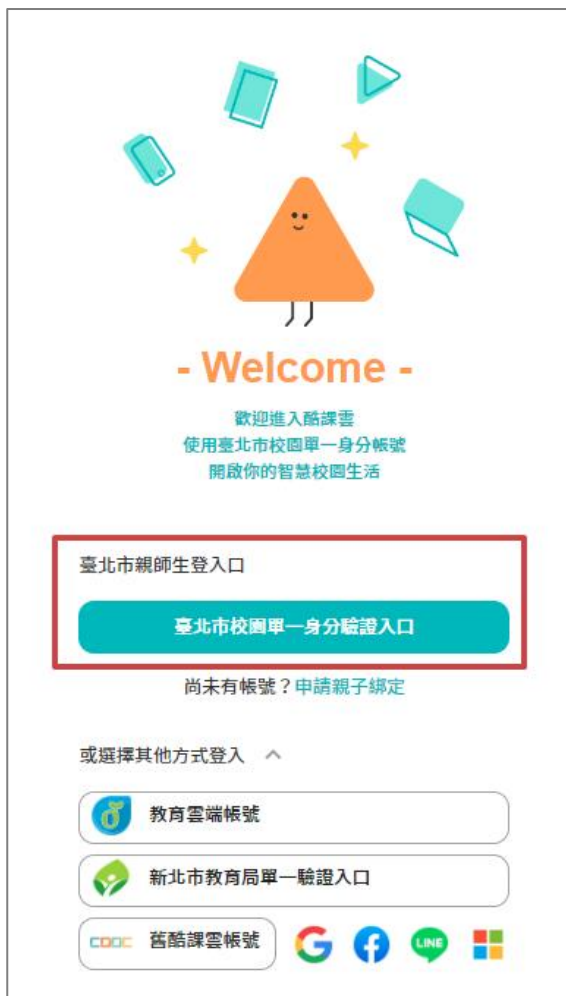 - Welcome -
歡迎進入酷課雲
使用臺北市校園單一身分帳號
開啟你的智慧校園生活
臺北市親師生登入口
臺北市校園單一身分驗證入口
尚未有帳號？申請親子綁定
或選擇其他方式登入
教育雲端帳號
新北市教育局單一驗證入口
COOC 舊酷課雲帳號 LINE